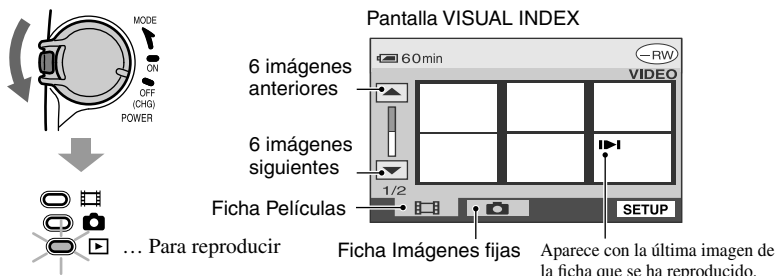 Pantalla VISUAL INDEX
MODE
ON
OFF
(CHG)
POWER
6 imágenes
anteriores
60min
–RW
VIDEO
6 imágenes
siguientes
1/2
Ficha Películas
SETUP
… Para reproducir
Ficha Imágenes fijas
Aparece con la última imagen de
la ficha que se ha reproducido.